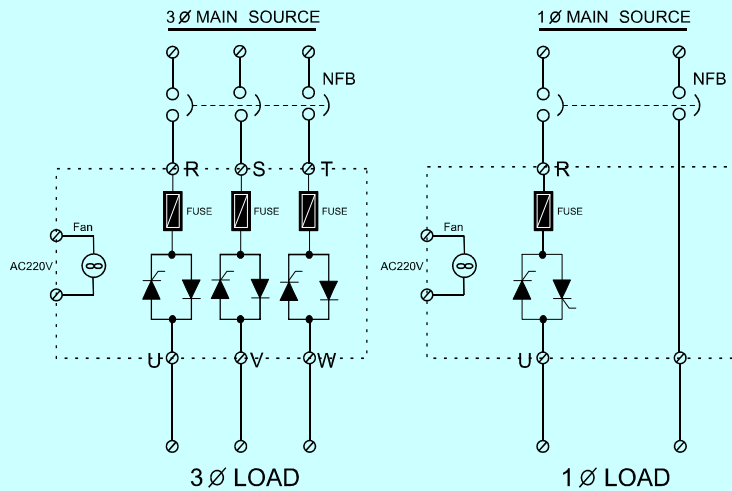 3 Ø MAIN SOURCE
NFB
R S T
FUSE FUSE FUSE
Fan
AC220V
U V W
3 Ø LOAD
1 Ø MAIN SOURCE
NFB
R
FUSE
Fan
AC220V
U
1 Ø LOAD